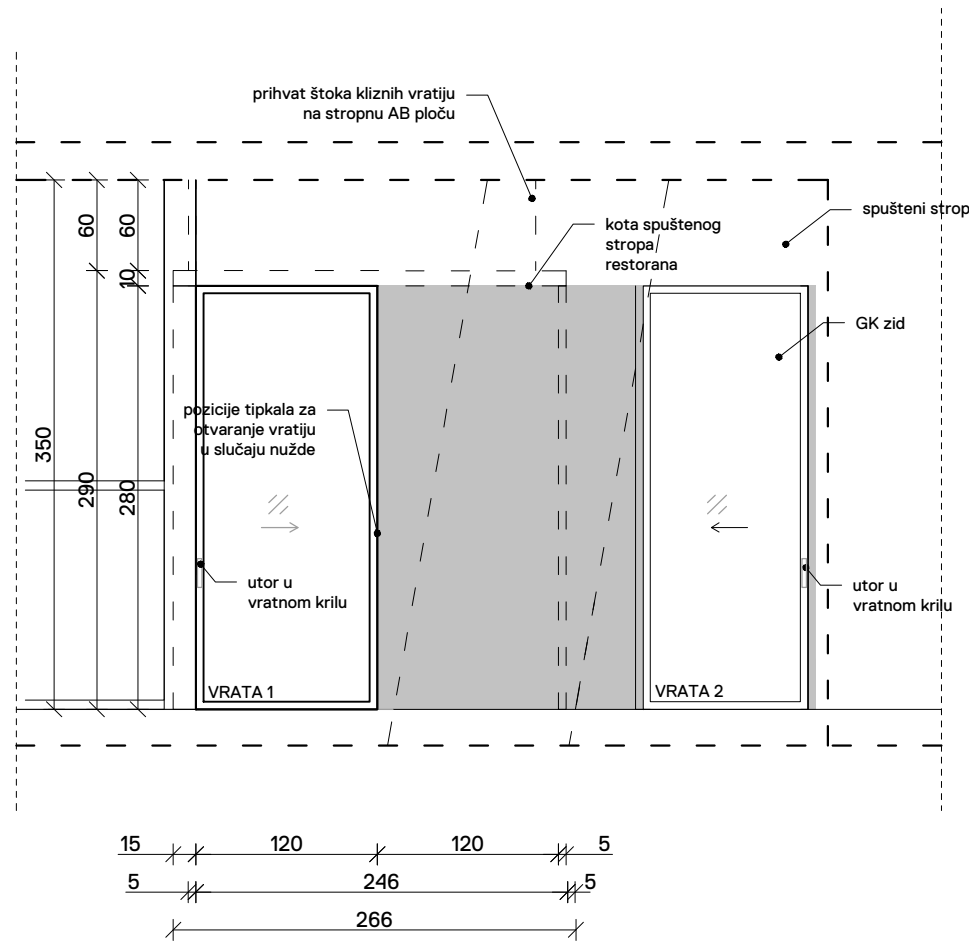 prihvat štoka kliznih vratiju
na stropnu AB ploču
spušteni strop
kota spuštenog
stropa
restorana
60
60
10
GK zid
pozicije tipkala za
otvaranje vratiju
u slučaju nužde
350
290
280
utor u
vratnom krilu
utor u
vratnom krilu
VRATA 1
VRATA 2
15
120
120
5
5
246
5
266